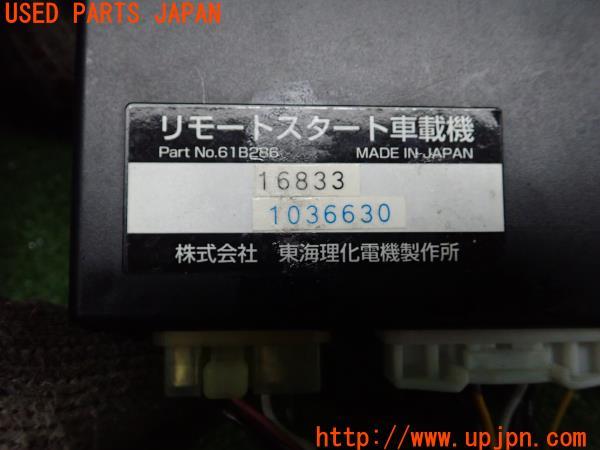 USED PARTS JAPAN
リモートスタート車載機
Part No.61B286 MADE IN JAPAN
16833
1036630
株式会社 東海理化電機製作所
http://www.upjpn.com